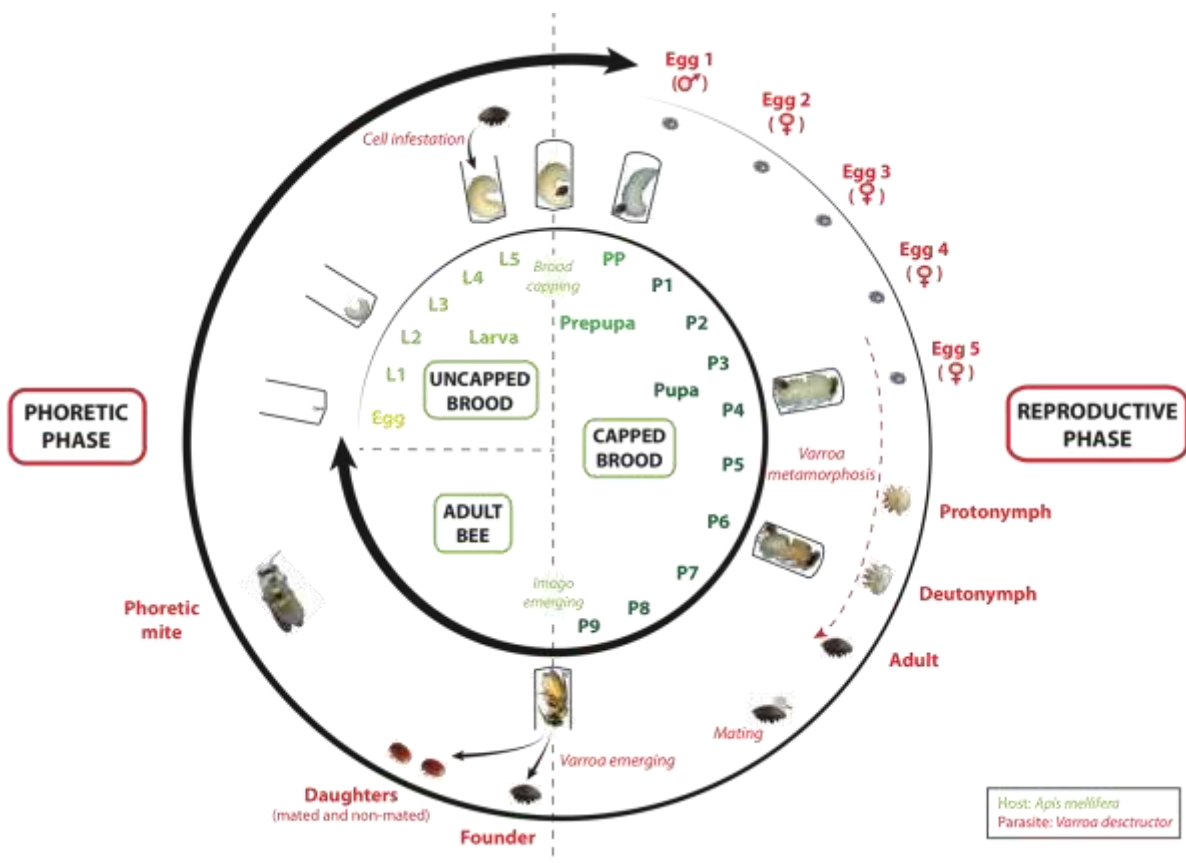 Egg 1
(♂)
Egg 2
(♀)
Egg 3
(♀)
Egg 4
(♀)
Egg 5
(♀)
Cell infestation
L5
L4
L3
L2
L1
Egg
Larva
Brood
capping
PP
Prepupa
P1
P2
P3
Pupa
P4
P5
P6
P7
P8
P9
UNCAPPED
BROOD
CAPPED
BROOD
ADULT
BEE
Imago
emerging
PHORETIC
PHASE
REPRODUCTIVE
PHASE
Varroa
metamorphosis
Protonymph
Deutonymph
Adult
Mating
Phoretic
mite
Varroa emerging
Daughters
(mated and non-mated)
Founder
Host: Apis mellifera
Parasite: Varroa desctructor